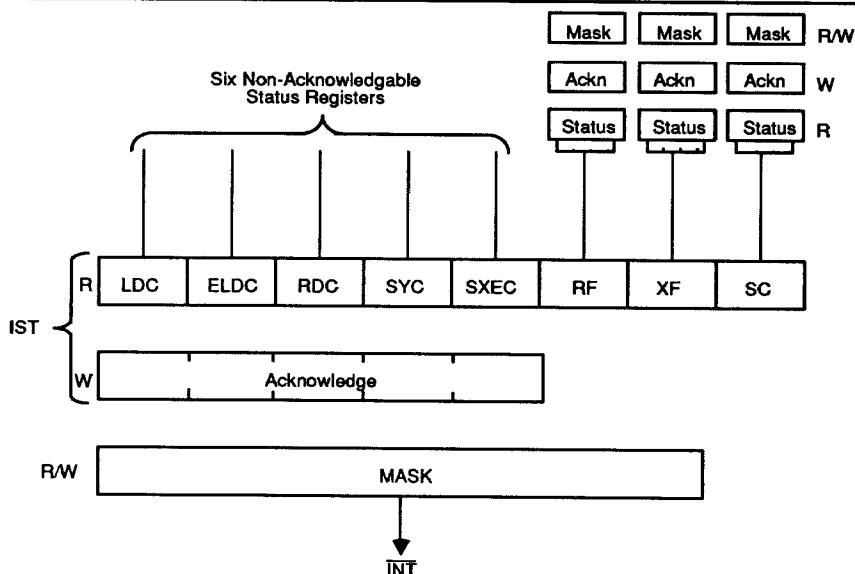 Mask Mask Mask R/W
Six Non-Acknowledgable
Status Registers
Ackn Ackn Ackn W
Status Status Status R
R LDC ELDC RDC SYC SXEC RF XF SC
IST
W Acknowledge
R/W MASK
INT